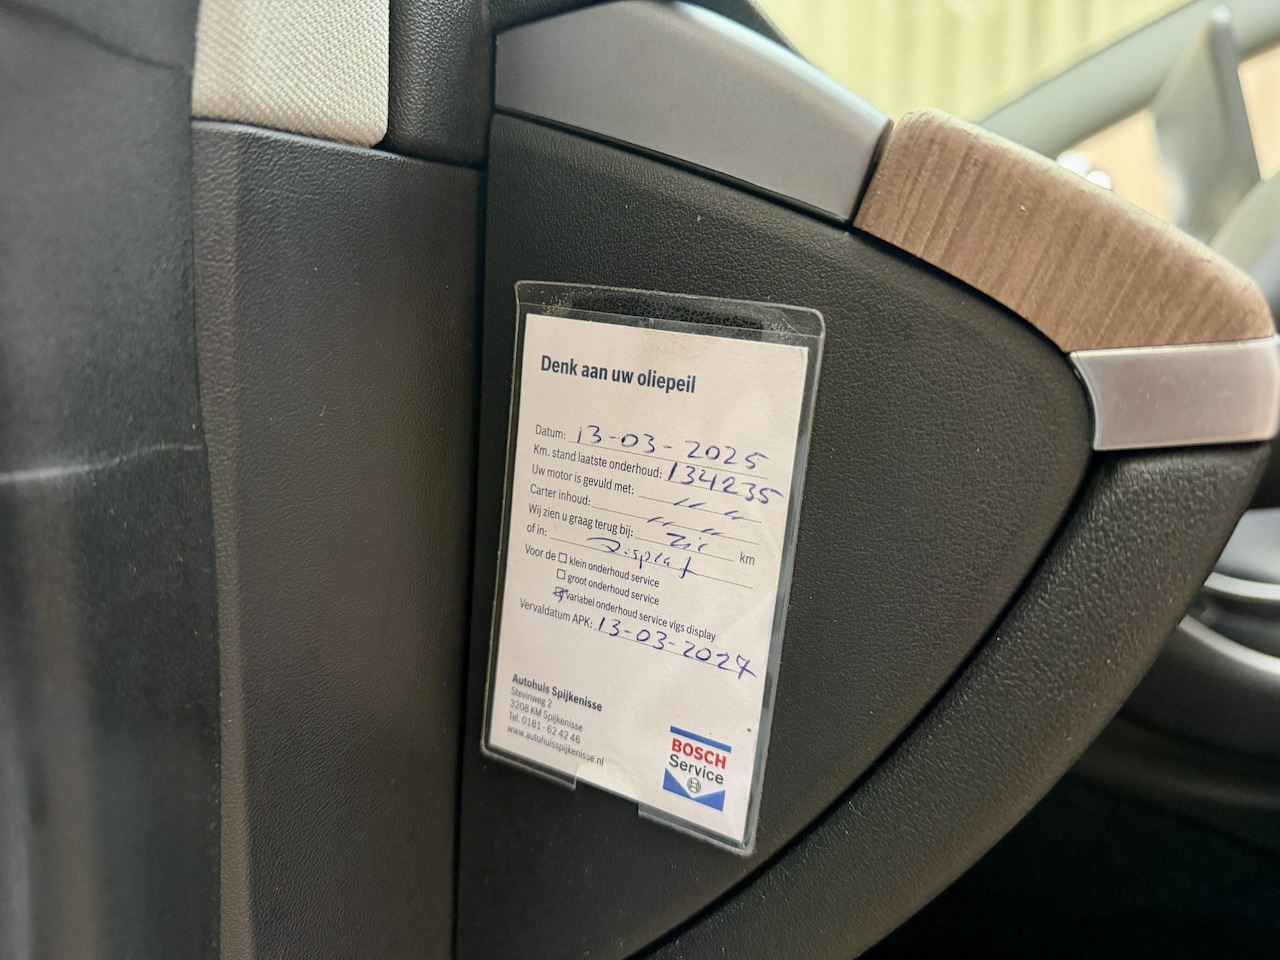 Denk aan uw oliepeil
Datum: 13-03-2025
Km. stand laatste onderhoud: 134235
Uw motor is gevuld met: " "
Carter inhoud: " "
Wij zien u graag terug bij: Zie km
of in: Display
Voor de ☐ klein onderhoud service
☐ groot onderhoud service
☒ variabel onderhoud service vlgs display
Vervaldatum APK: 13-03-2027
Autohuis Spijkenisse
Stevinweg 2
3208 KM Spijkenisse
Tel. 0181 - 62 42 46
www.autohuisspijkenisse.nl
BOSCH
Service